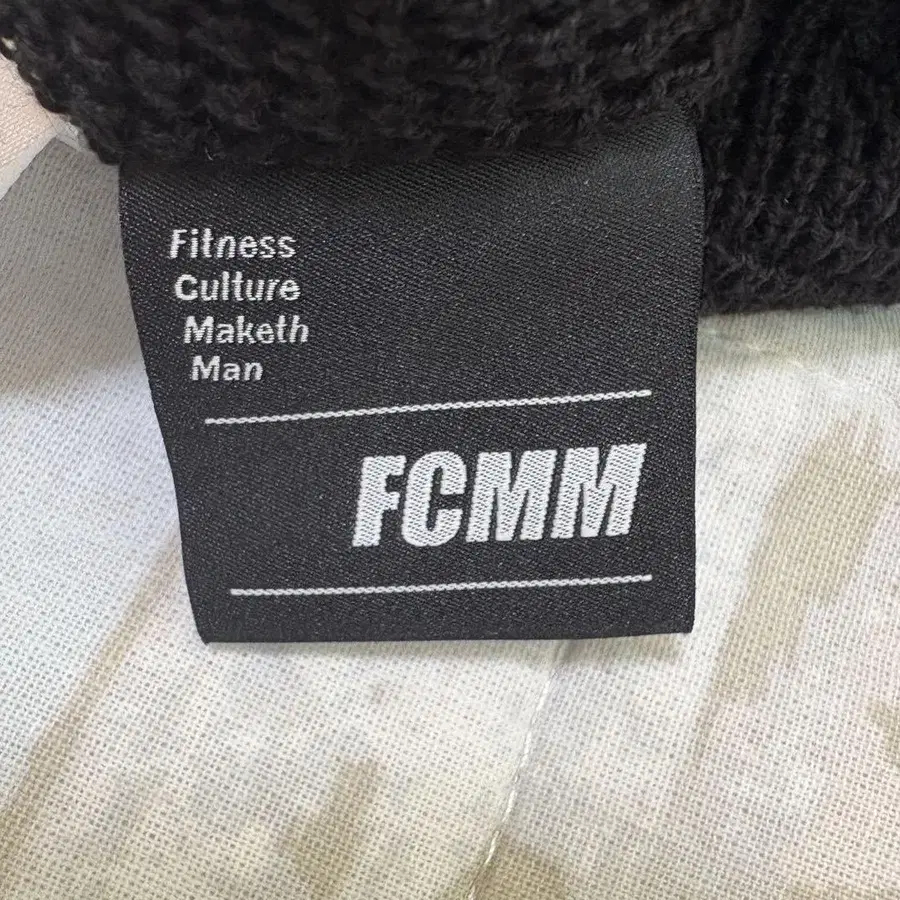 Fitness
Culture
Maketh
Man
FCMM